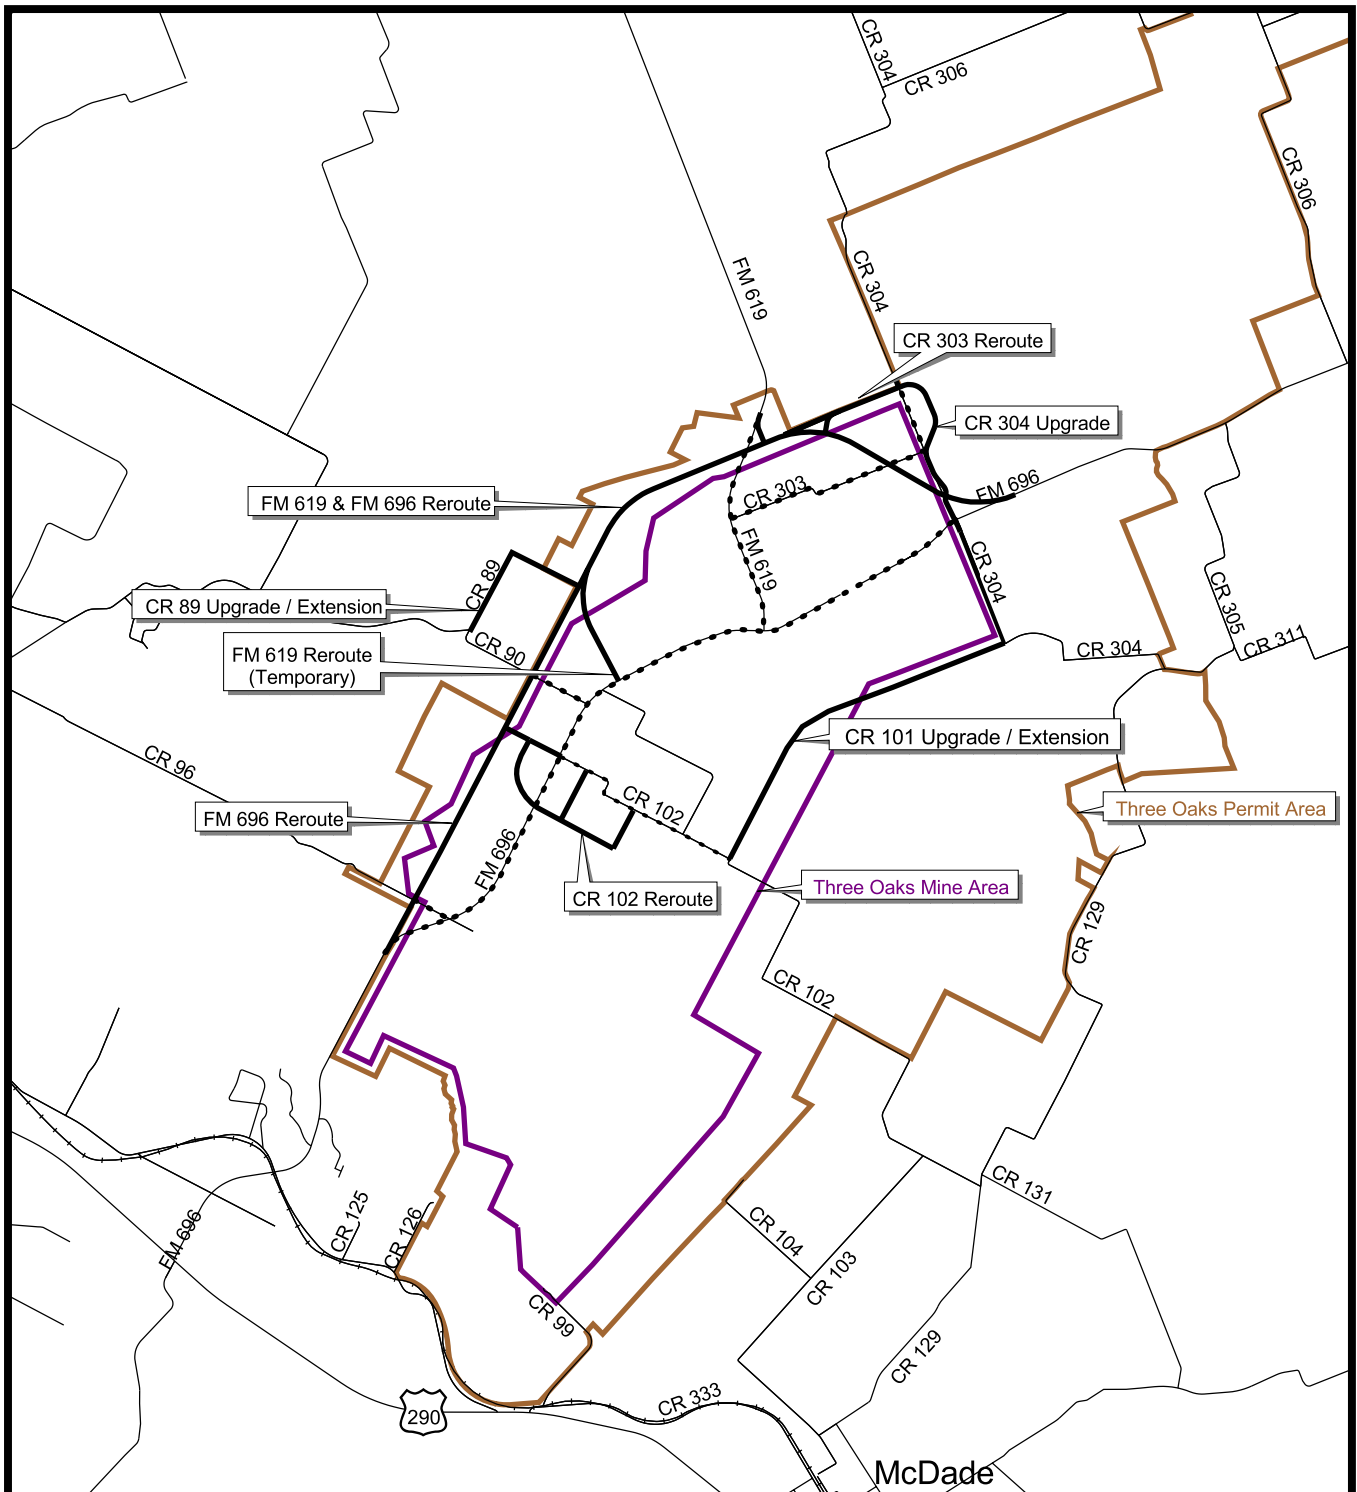 CR 304
CR 306
CR 306
FM 619
CR 304
CR 303 Reroute
CR 304 Upgrade
FM 619 & FM 696 Reroute
CR 303
FM 696
FM 619
CR 304
CR 89
CR 89 Upgrade / Extension
CR 305
CR 311
CR 90
CR 304
FM 619 Reroute
(Temporary)
CR 101 Upgrade / Extension
CR 96
CR 102
Three Oaks Permit Area
FM 696 Reroute
FM 696
Three Oaks Mine Area
CR 102 Reroute
CR 129
CR 102
CR 131
CR 125
CR 126
CR 104
FM 696
CR 103
CR 99
CR 129
CR 333
290
McDade